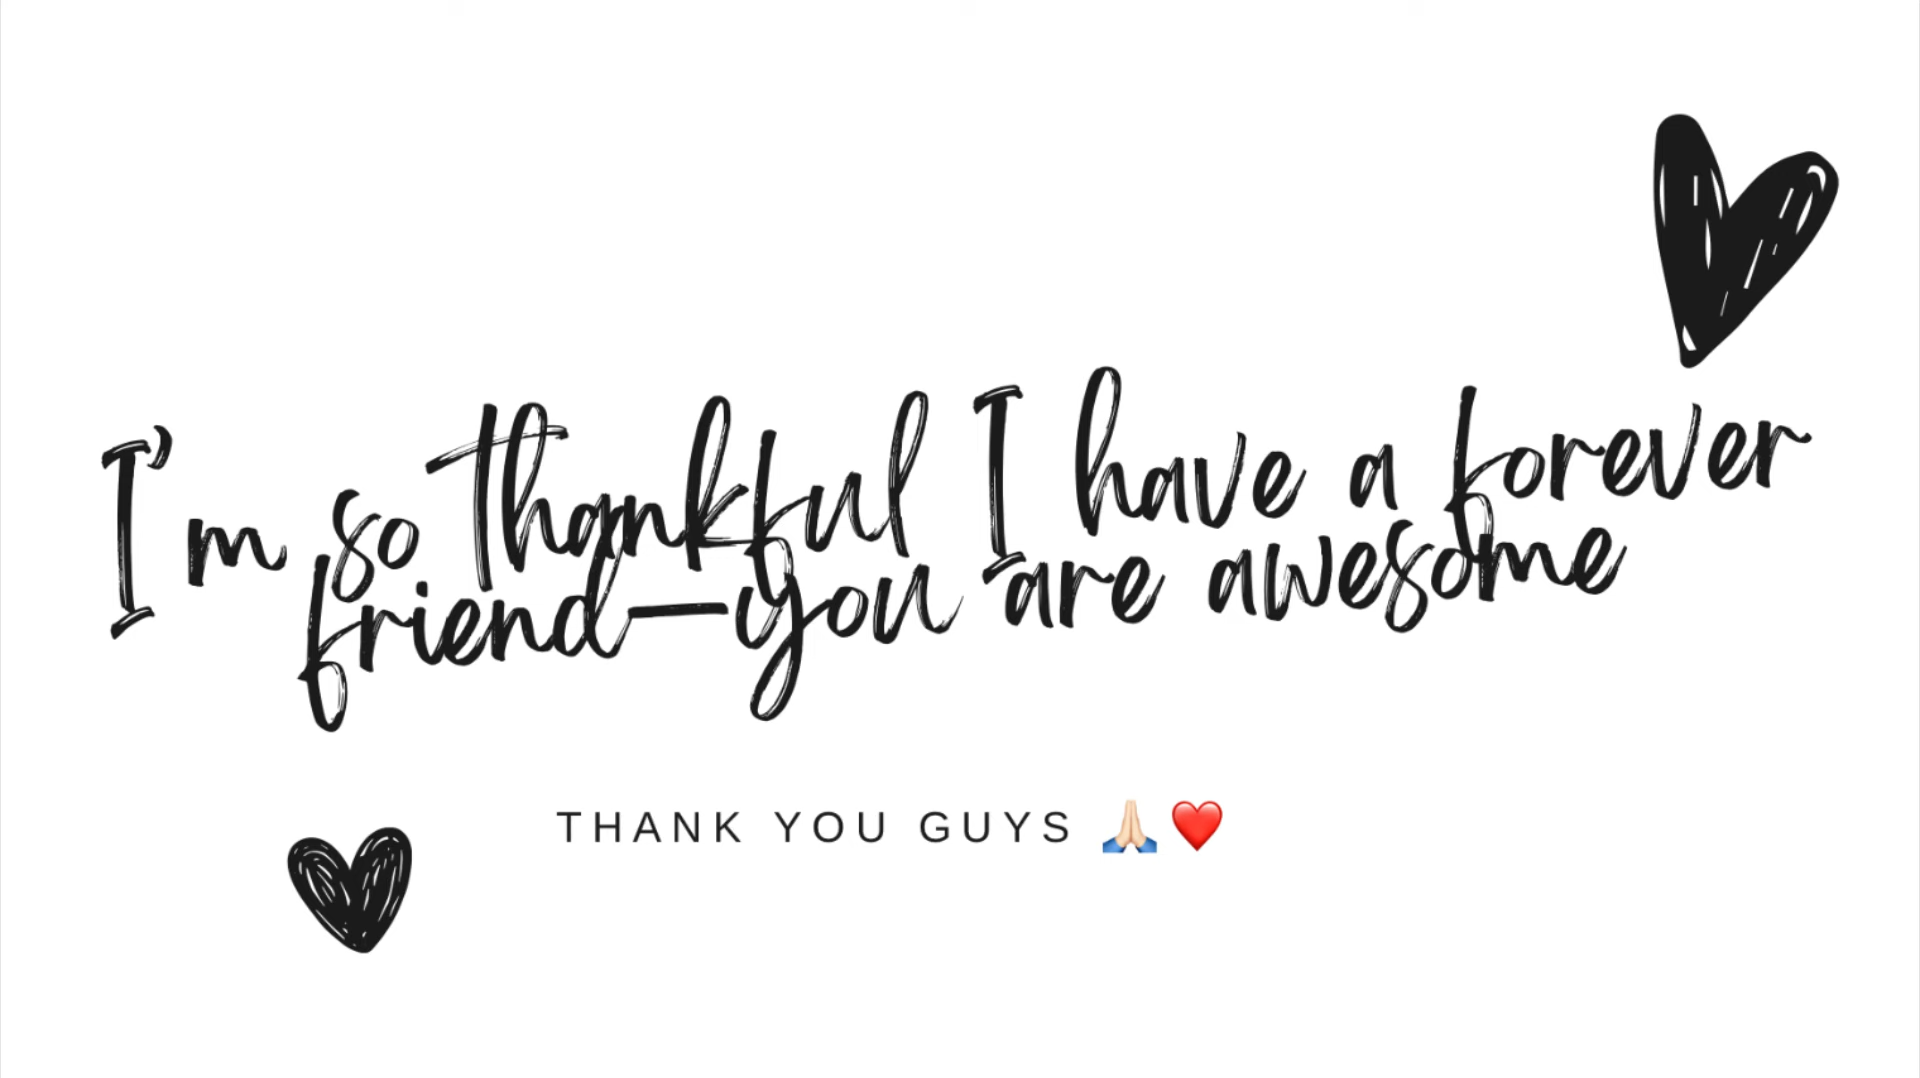 I'm so thankful I have a forever
friend—you are awesome
THANK YOU GUYS 🙏🏻❤️